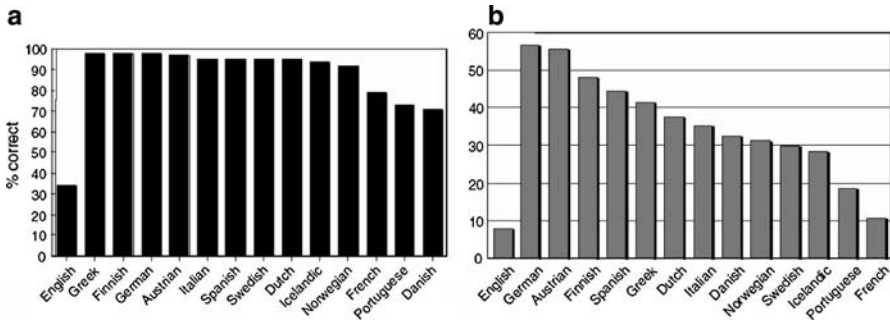 a
100
90
80
70
60
50
40
30
20
10
0
% correct
English
Greek
Finnish
German
Austrian
Italian
Spanish
Swedish
Dutch
Icelandic
Norwegian
French
Portuguese
Danish
b
60
50
40
30
20
10
0
English
German
Austrian
Finnish
Spanish
Greek
Dutch
Italian
Danish
Norwegian
Swedish
Icelandic
Portuguese
French